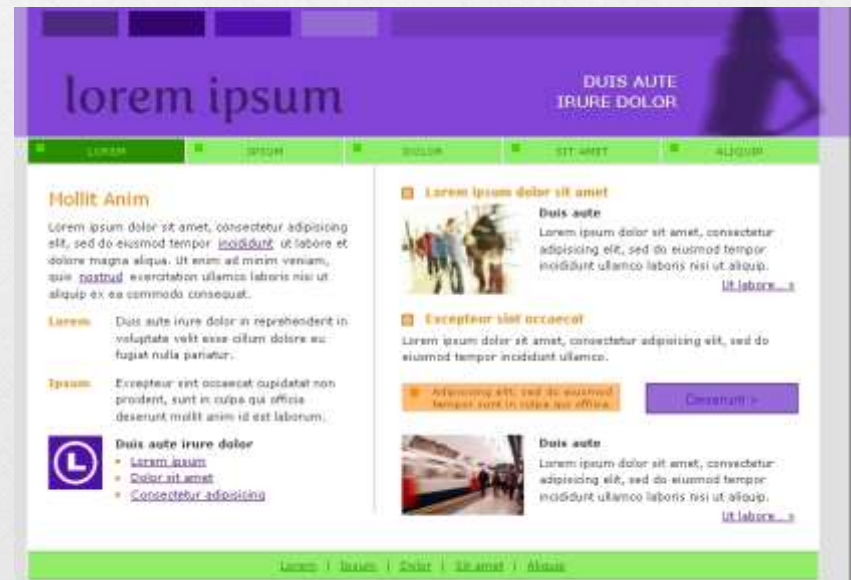 lorem ipsum
DUIS AUTE
IRURE DOLOR
LOREM
IPSUM
DOLOR
SIT AMET
ALIQUIP
Mollit Anim
Lorem ipsum dolor sit amet, consectetur adipisicing
elit, sed do eiusmod tempor incididunt ut labore et
dolore magna aliqua. Ut enim ad minim veniam,
quis nostrud exercitation ullamco laboris nisi ut
aliquip ex ea commodo consequat.
Lorem
Duis aute irure dolor in reprehenderit in
voluptate velit esse cillum dolore eu
fugiat nulla pariatur.
Ipsum
Excepteur sint occaecat cupidatat non
proident, sunt in culpa qui officia
deserunt mollit anim id est laborum.
L
Duis aute irure dolor
Lorem ipsum
Dolor sit amet
Consectetur adipisicing
Lorem ipsum dolor sit amet
Duis aute
Lorem ipsum dolor sit amet, consectetur
adipisicing elit, sed do eiusmod tempor
incididunt ullamco laboris nisi ut aliquip.
Ut labore... »
Excepteur sint occaecat
Lorem ipsum dolor sit amet, consectetur adipisicing elit, sed do
eiusmod tempor incididunt ullamco.
Adipisicing elit, sed do eiusmod
tempor sunt in culpa qui officia.
Deserunt »
Duis aute
Lorem ipsum dolor sit amet, consectetur
adipisicing elit, sed do eiusmod tempor
incididunt ullamco laboris nisi ut aliquip.
Ut labore... »
Lorem | Ipsum | Dolor | Sit amet | Aliquip